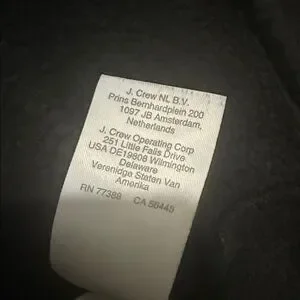 J. Crew NL B.V.
Prins Bernhardplein 200
1097 JB Amsterdam,
Netherlands
J. Crew Operating Corp
251 Little Falls Drive
USA DE19808 Wilmington
Delaware
Verenigde Staten Van
Amerika
RN 77388 CA 56448